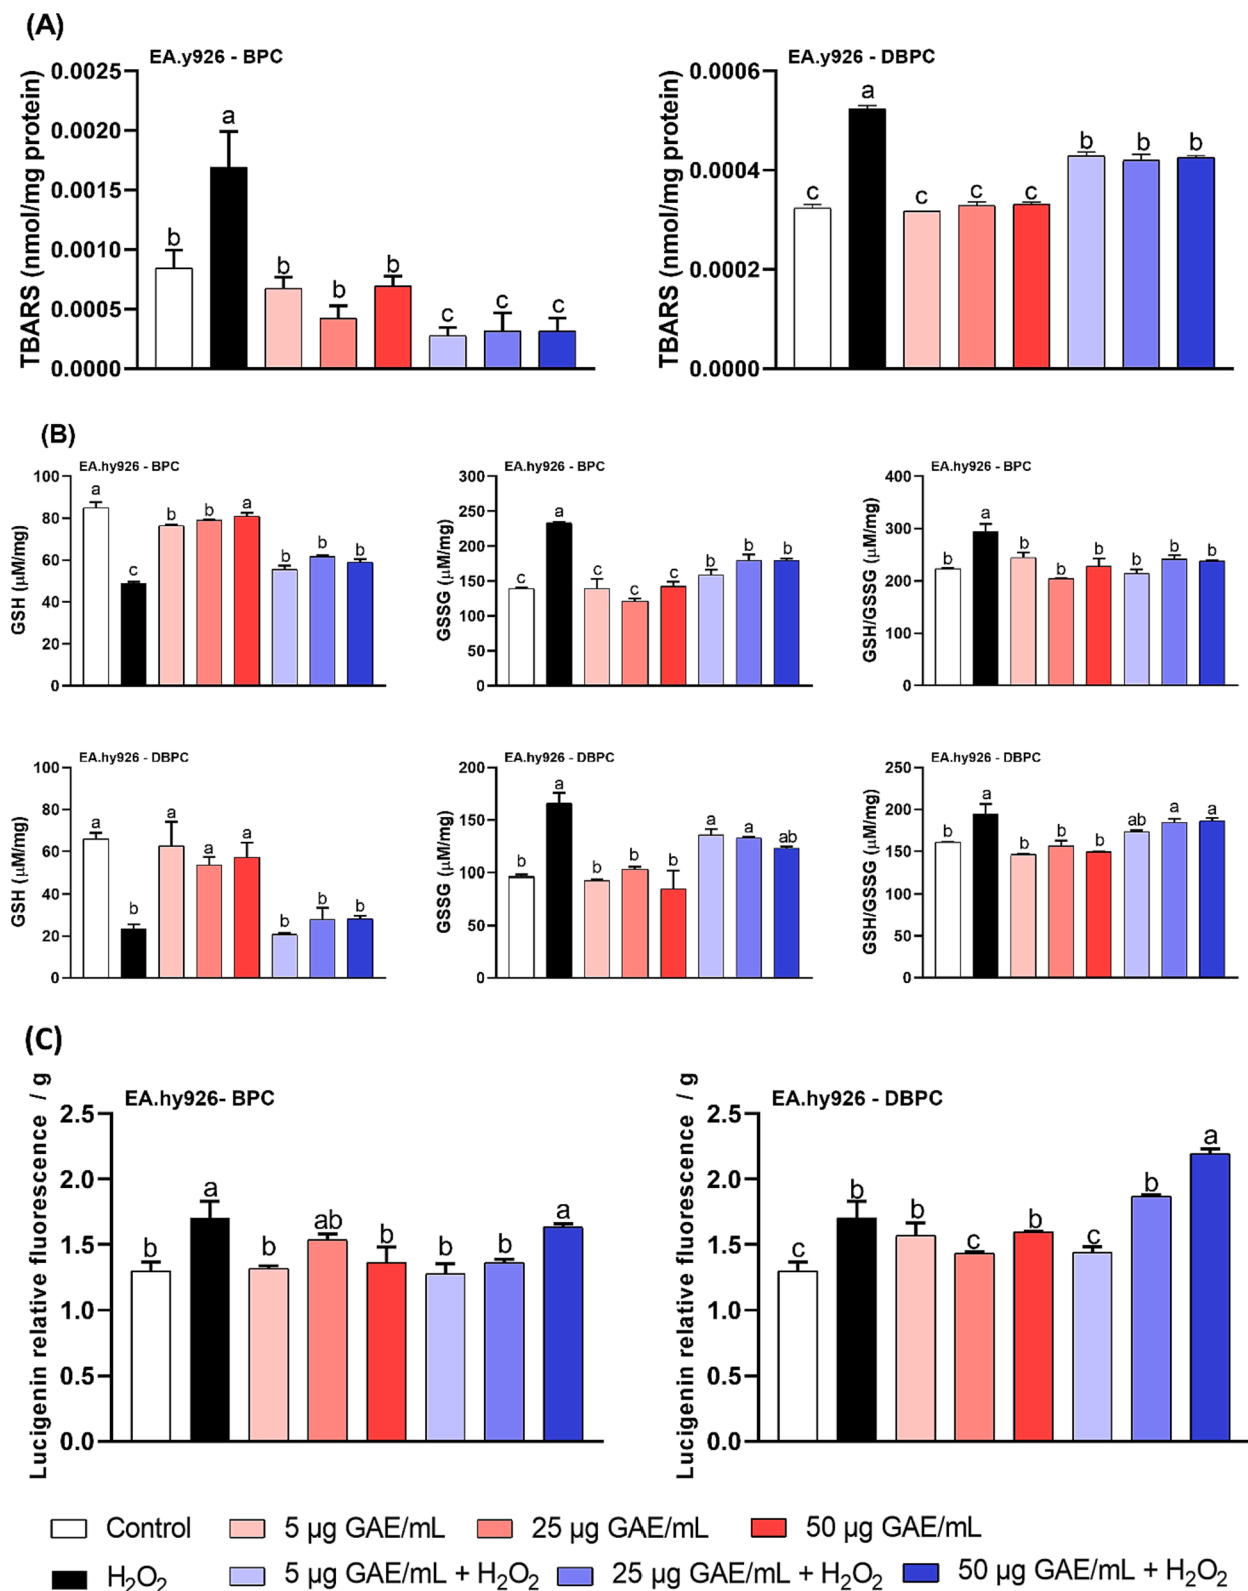 (A)
EA.y926 - BPC
TBARS (nmol/mg protein)
0.0025
0.0020
0.0015
0.0010
0.0005
0.0000
b
a
b
b
b
c
c
c
EA.y926 - DBPC
TBARS (nmol/mg protein)
0.0006
0.0004
0.0002
0.0000
c
a
c
c
c
b
b
b
(B)
EA.hy926 - BPC
GSH (µM/mg)
100
80
60
40
20
0
a
c
b
b
a
b
b
b
EA.hy926 - BPC
GSSG (µM/mg)
300
250
200
150
100
50
0
c
a
c
c
c
b
b
b
EA.hy926 - BPC
GSH/GSSG (µM/mg)
400
300
200
100
0
b
a
b
b
b
b
b
b
EA.hy926 - DBPC
GSH (µM/mg)
100
80
60
40
20
0
a
b
a
a
a
b
b
b
EA.hy926 - DBPC
GSSG (µM/mg)
200
150
100
50
0
b
a
b
b
b
a
a
ab
EA.hy926 - DBPC
GSH/GSSG (µM/mg)
250
200
150
100
50
0
b
a
b
b
b
ab
a
a
(C)
EA.hy926- BPC
Lucigenin relative fluorescence / g
2.5
2.0
1.5
1.0
0.5
0.0
b
a
b
ab
b
b
b
a
EA.hy926 - DBPC
Lucigenin relative fluorescence / g
2.5
2.0
1.5
1.0
0.5
0.0
c
b
b
c
b
c
b
a
Control
5 µg GAE/mL
25 µg GAE/mL
50 µg GAE/mL
H₂O₂
5 µg GAE/mL + H₂O₂
25 µg GAE/mL + H₂O₂
50 µg GAE/mL + H₂O₂